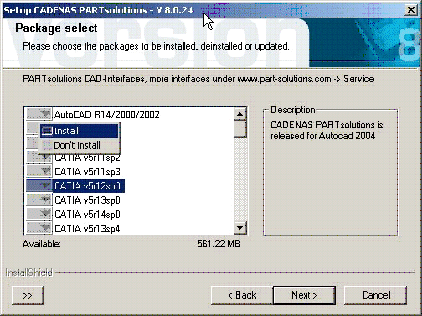 Setup CADENAS PARTsolutions - V 8.0.24
Package select
Please choose the packages to be installed, deinstalled or updated.
PARTsolutions CAD-Interfaces, more interfaces under www.part-solutions.com -> Service
AutoCAD R14/2000/2002
Install
Don't install
CATIA v5r11sp2
CATIA v5r11sp3
CATIA v5r12sp0
CATIA v5r13sp0
CATIA v5r14sp0
CATIA v5r13sp4
Available: 561.22 MB
Description
CADENAS PARTsolutions is
released for Autocad 2004
InstallShield
>>
< Back
Next >
Cancel